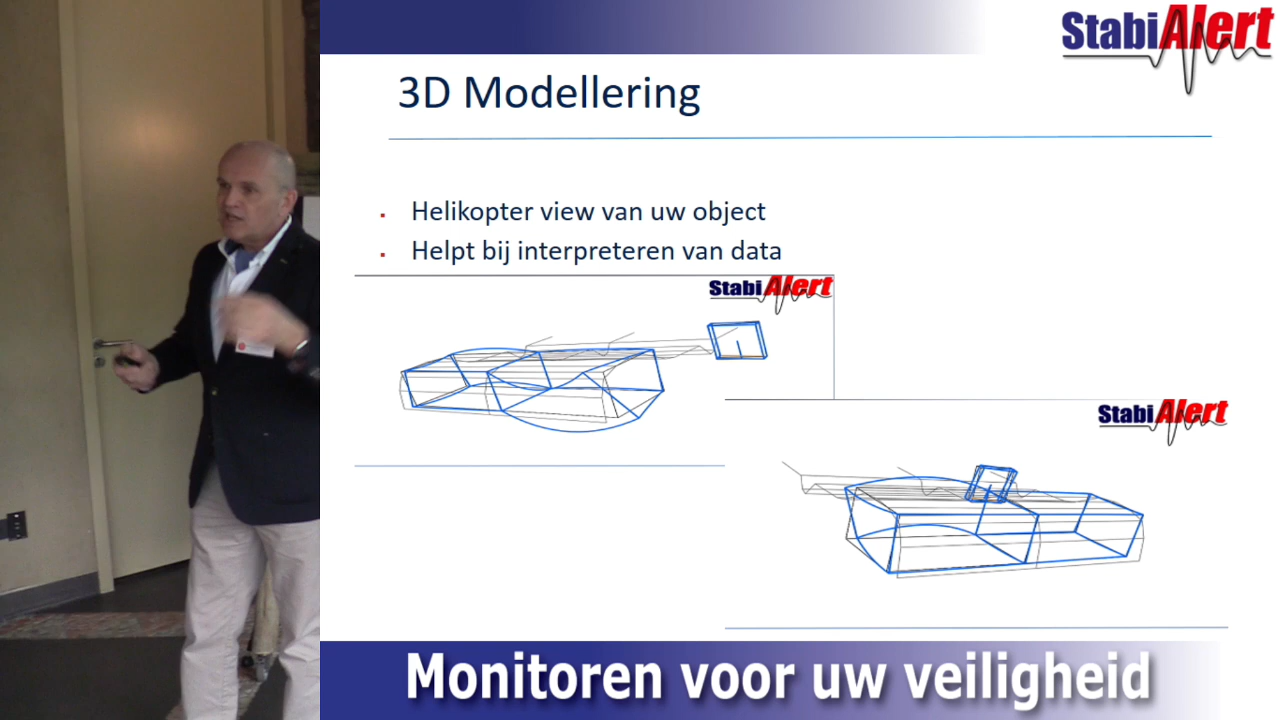 StabiAlert
3D Modellering
Helikopter view van uw object
Helpt bij interpreteren van data
StabiAlert
StabiAlert
Monitoren voor uw veiligheid